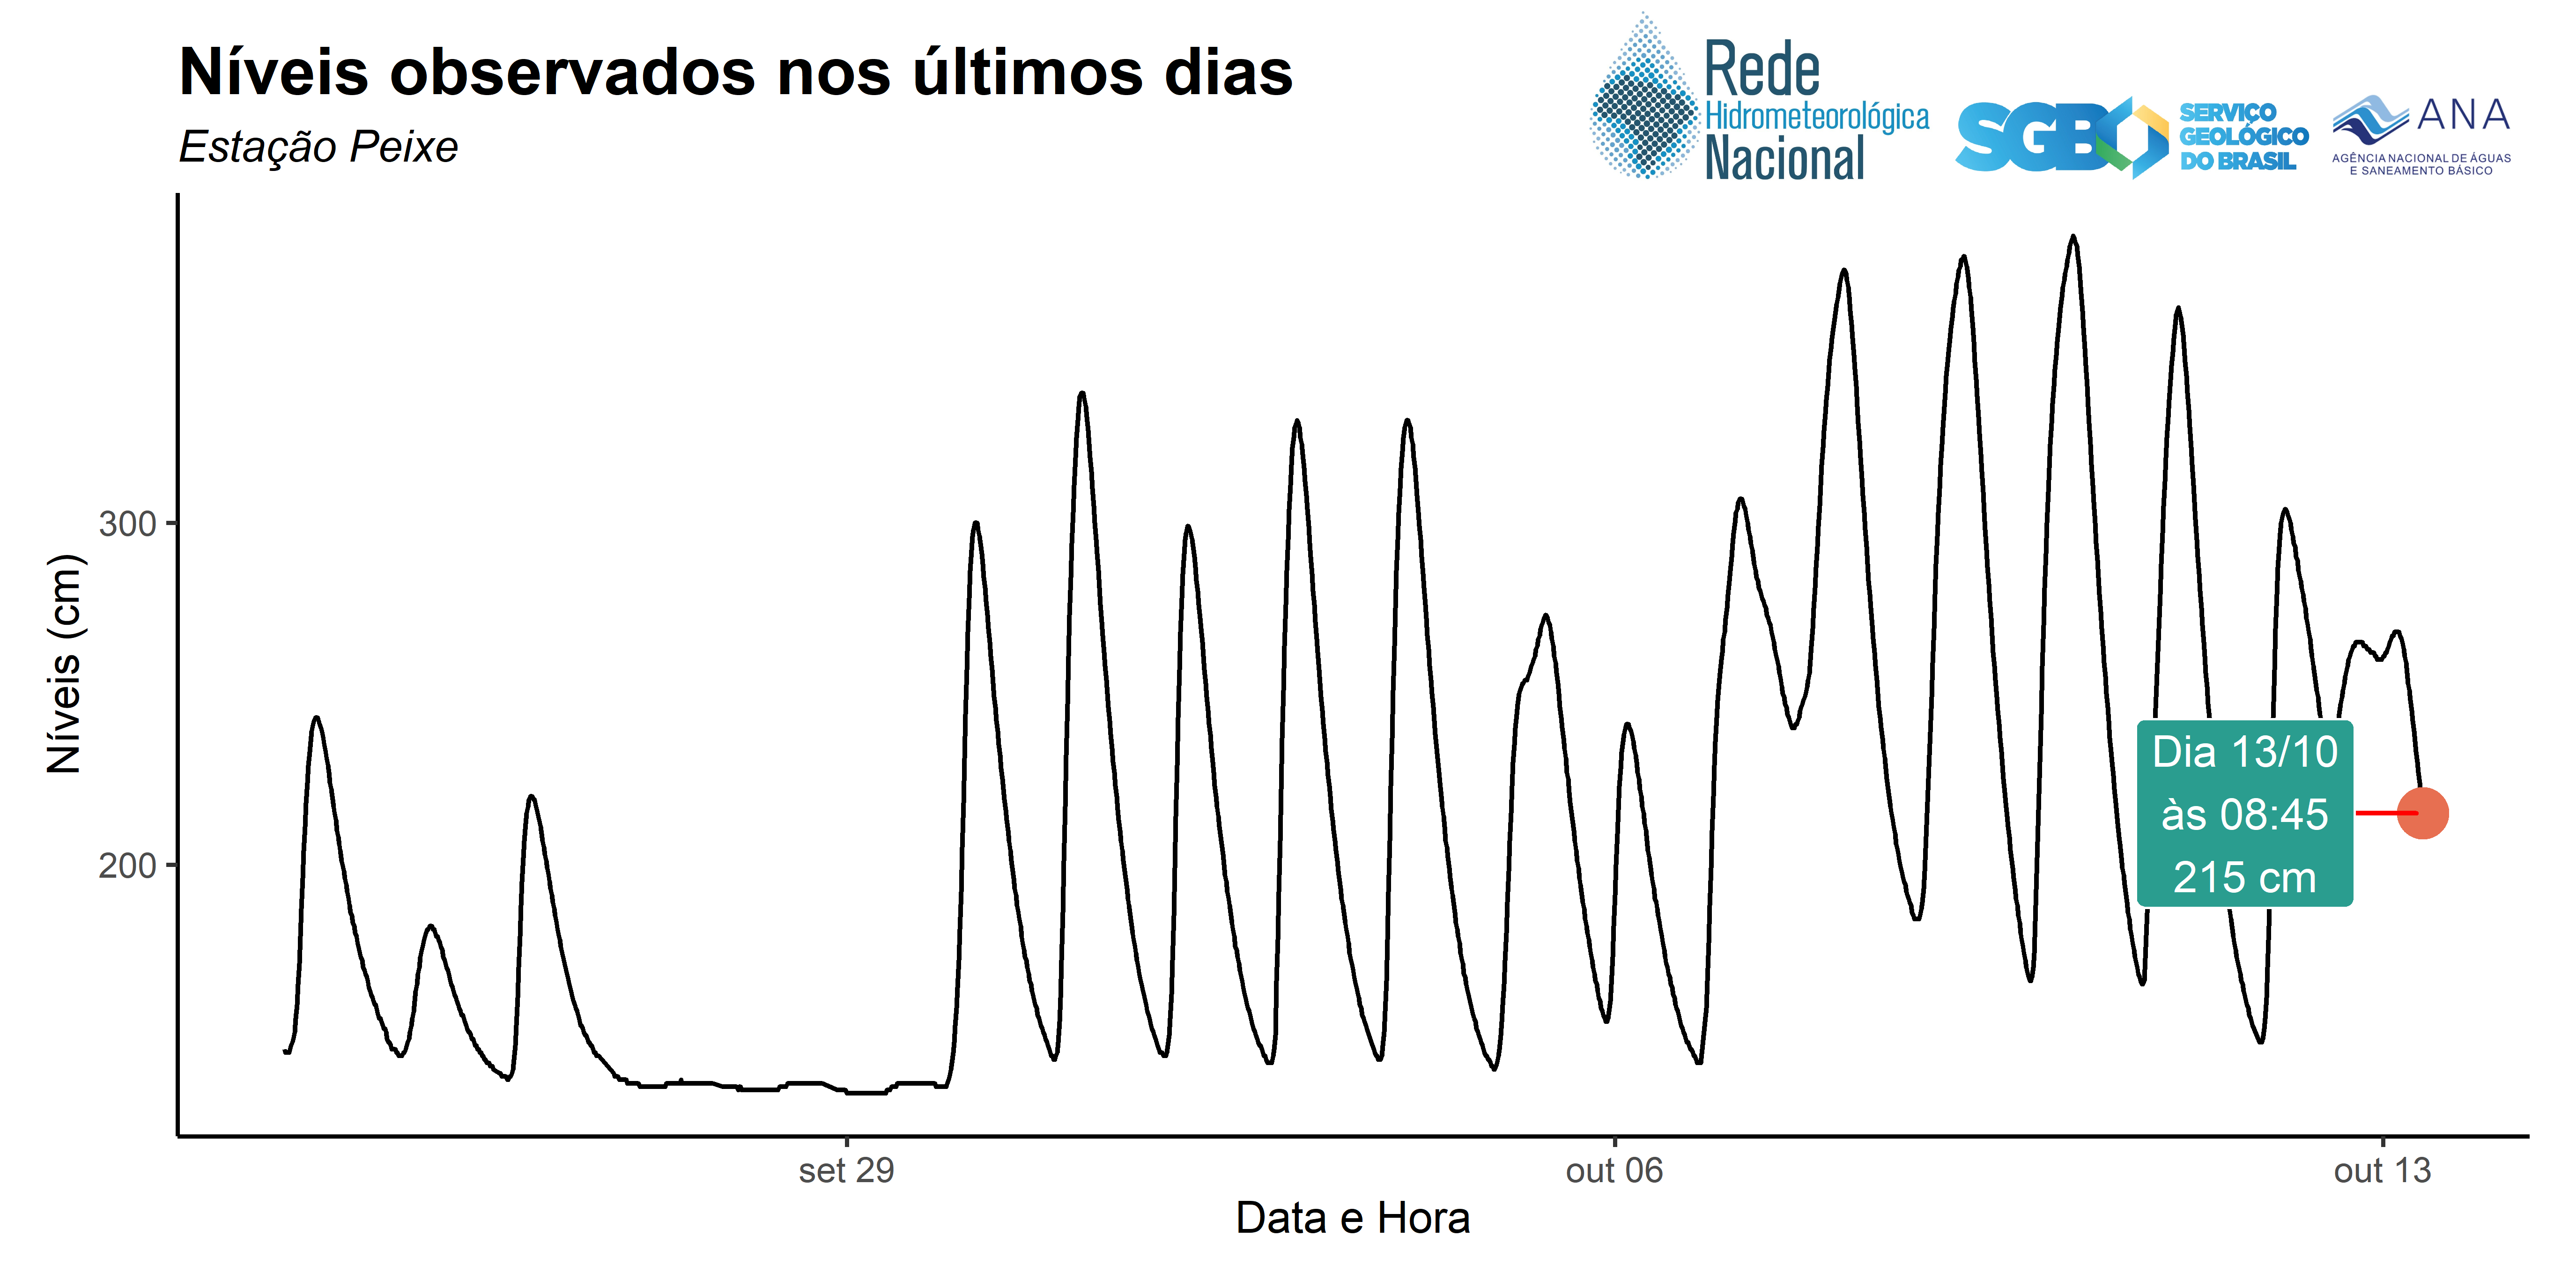 Níveis observados nos últimos dias
Estação Peixe
Rede
Hidrometeorológica
Nacional
SGB
SERVIÇO
GEOLÓGICO
DO BRASIL
ANA
AGÊNCIA NACIONAL DE ÁGUAS
E SANEAMENTO BÁSICO
Níveis (cm)
300
200
Dia 13/10
às 08:45
215 cm
set 29
out 06
out 13
Data e Hora